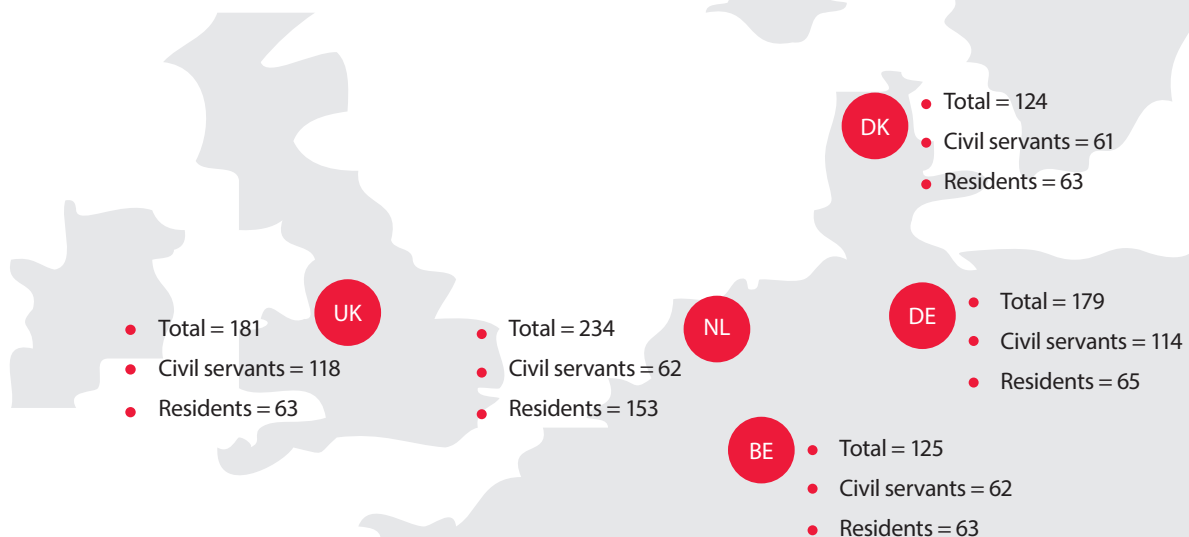 DK
Total = 124
Civil servants = 61
Residents = 63
UK
Total = 181
Civil servants = 118
Residents = 63
NL
Total = 234
Civil servants = 62
Residents = 153
DE
Total = 179
Civil servants = 114
Residents = 65
BE
Total = 125
Civil servants = 62
Residents = 63